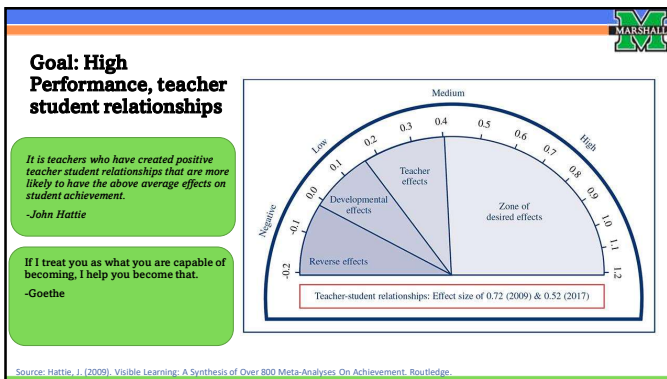 MARSHALL
Goal: High
Performance, teacher
student relationships
It is teachers who have created positive
teacher student relationships that are more
likely to have the above average effects on
student achievement.
-John Hattie
If I treat you as what you are capable of
becoming, I help you become that.
-Goethe
Negative
Low
Medium
High
-0.2
-0.1
0.0
0.1
0.2
0.3
0.4
0.5
0.6
0.7
0.8
0.9
1.0
1.1
1.2
Reverse effects
Developmental
effects
Teacher
effects
Zone of
desired effects
Teacher-student relationships: Effect size of 0.72 (2009) & 0.52 (2017)
Source: Hattie, J. (2009). Visible Learning: A Synthesis of Over 800 Meta-Analyses On Achievement. Routledge.